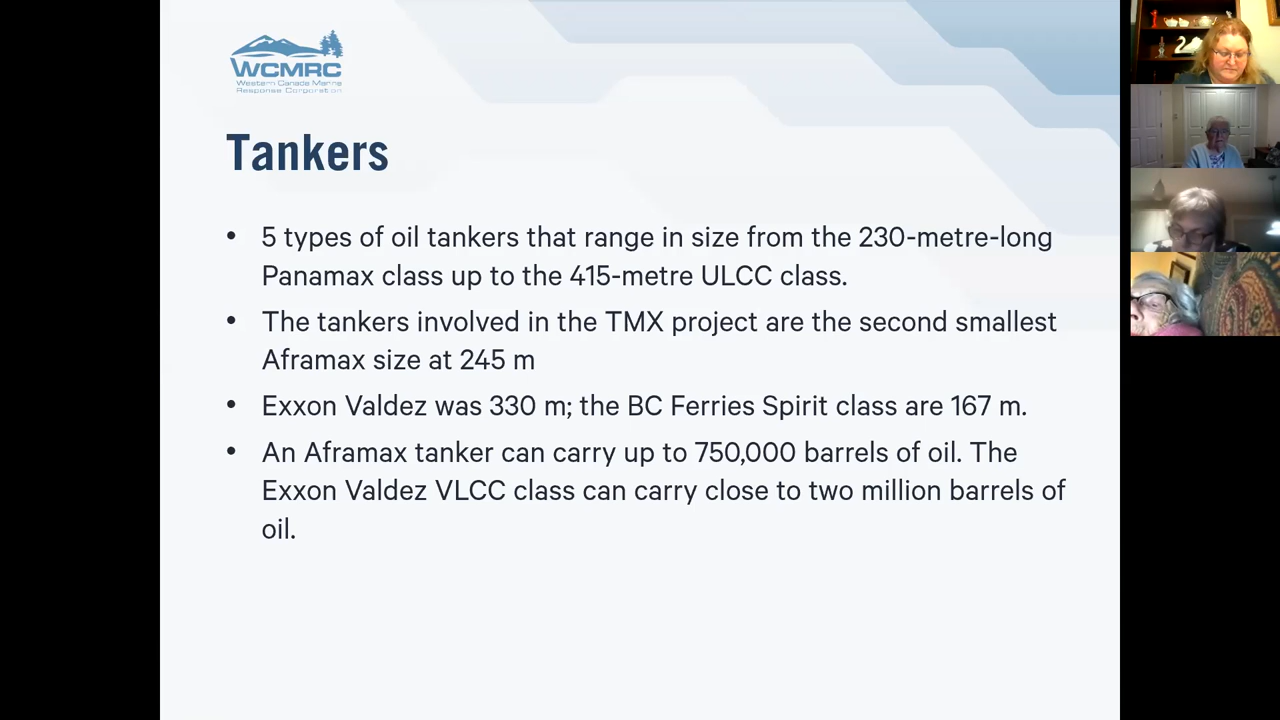 WCMRC
Western Canada Marine
Response Corporation
Tankers
• 5 types of oil tankers that range in size from the 230-metre-long
Panamax class up to the 415-metre ULCC class.
• The tankers involved in the TMX project are the second smallest
Aframax size at 245 m
• Exxon Valdez was 330 m; the BC Ferries Spirit class are 167 m.
• An Aframax tanker can carry up to 750,000 barrels of oil. The
Exxon Valdez VLCC class can carry close to two million barrels of
oil.